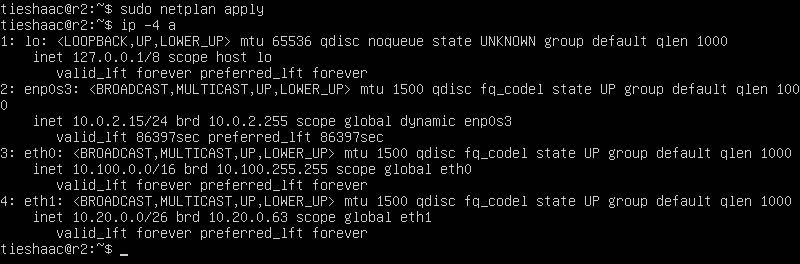 tieshaac@r2:~$ sudo netplan apply
tieshaac@r2:~$ ip -4 a
1: lo: <LOOPBACK,UP,LOWER_UP> mtu 65536 qdisc noqueue state UNKNOWN group default qlen 1000
    inet 127.0.0.1/8 scope host lo
       valid_lft forever preferred_lft forever
2: enp0s3: <BROADCAST,MULTICAST,UP,LOWER_UP> mtu 1500 qdisc fq_codel state UP group default qlen 100
0
    inet 10.0.2.15/24 brd 10.0.2.255 scope global dynamic enp0s3
       valid_lft 86397sec preferred_lft 86397sec
3: eth0: <BROADCAST,MULTICAST,UP,LOWER_UP> mtu 1500 qdisc fq_codel state UP group default qlen 1000
    inet 10.100.0.0/16 brd 10.100.255.255 scope global eth0
       valid_lft forever preferred_lft forever
4: eth1: <BROADCAST,MULTICAST,UP,LOWER_UP> mtu 1500 qdisc fq_codel state UP group default qlen 1000
    inet 10.20.0.0/26 brd 10.20.0.63 scope global eth1
       valid_lft forever preferred_lft forever
tieshaac@r2:~$ _